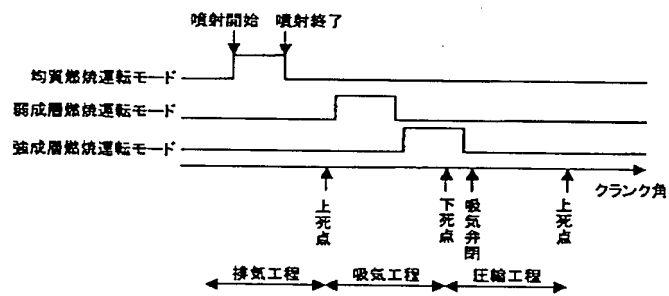 噴射開始 噴射終了
均質燃焼運転モード
弱成層燃焼運転モード
強成層燃焼運転モード
クランク角
上死点
下死点
吸気弁閉
上死点
排気工程 吸気工程 圧縮工程